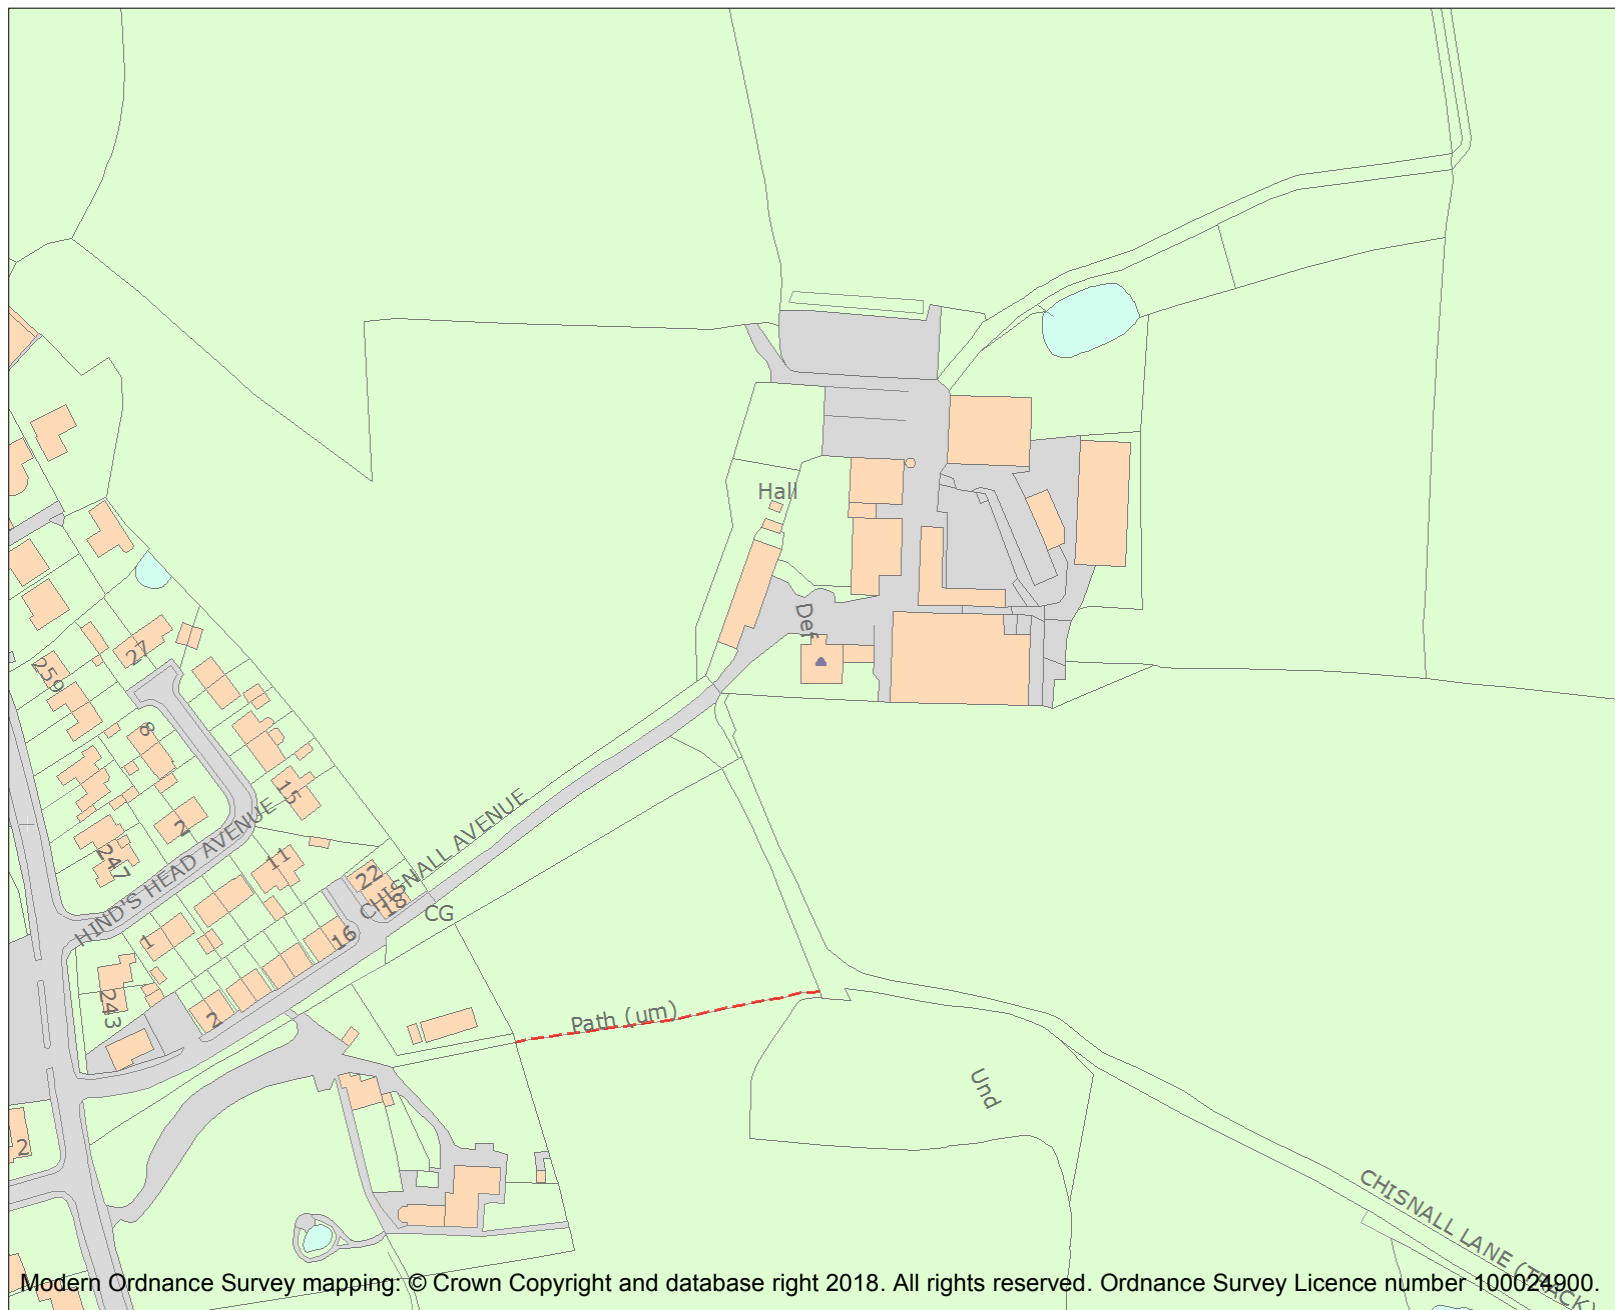 Hall
Def
27
259
8
15
2
247
HIND'S HEAD AVENUE
11
22
CHISNALL AVENUE
18
CG
1
16
243
2
Path (um)
Und
2
CHISNALL LANE (TRACK)
Modern Ordnance Survey mapping: © Crown Copyright and database right 2018. All rights reserved. Ordnance Survey Licence number 100024900.